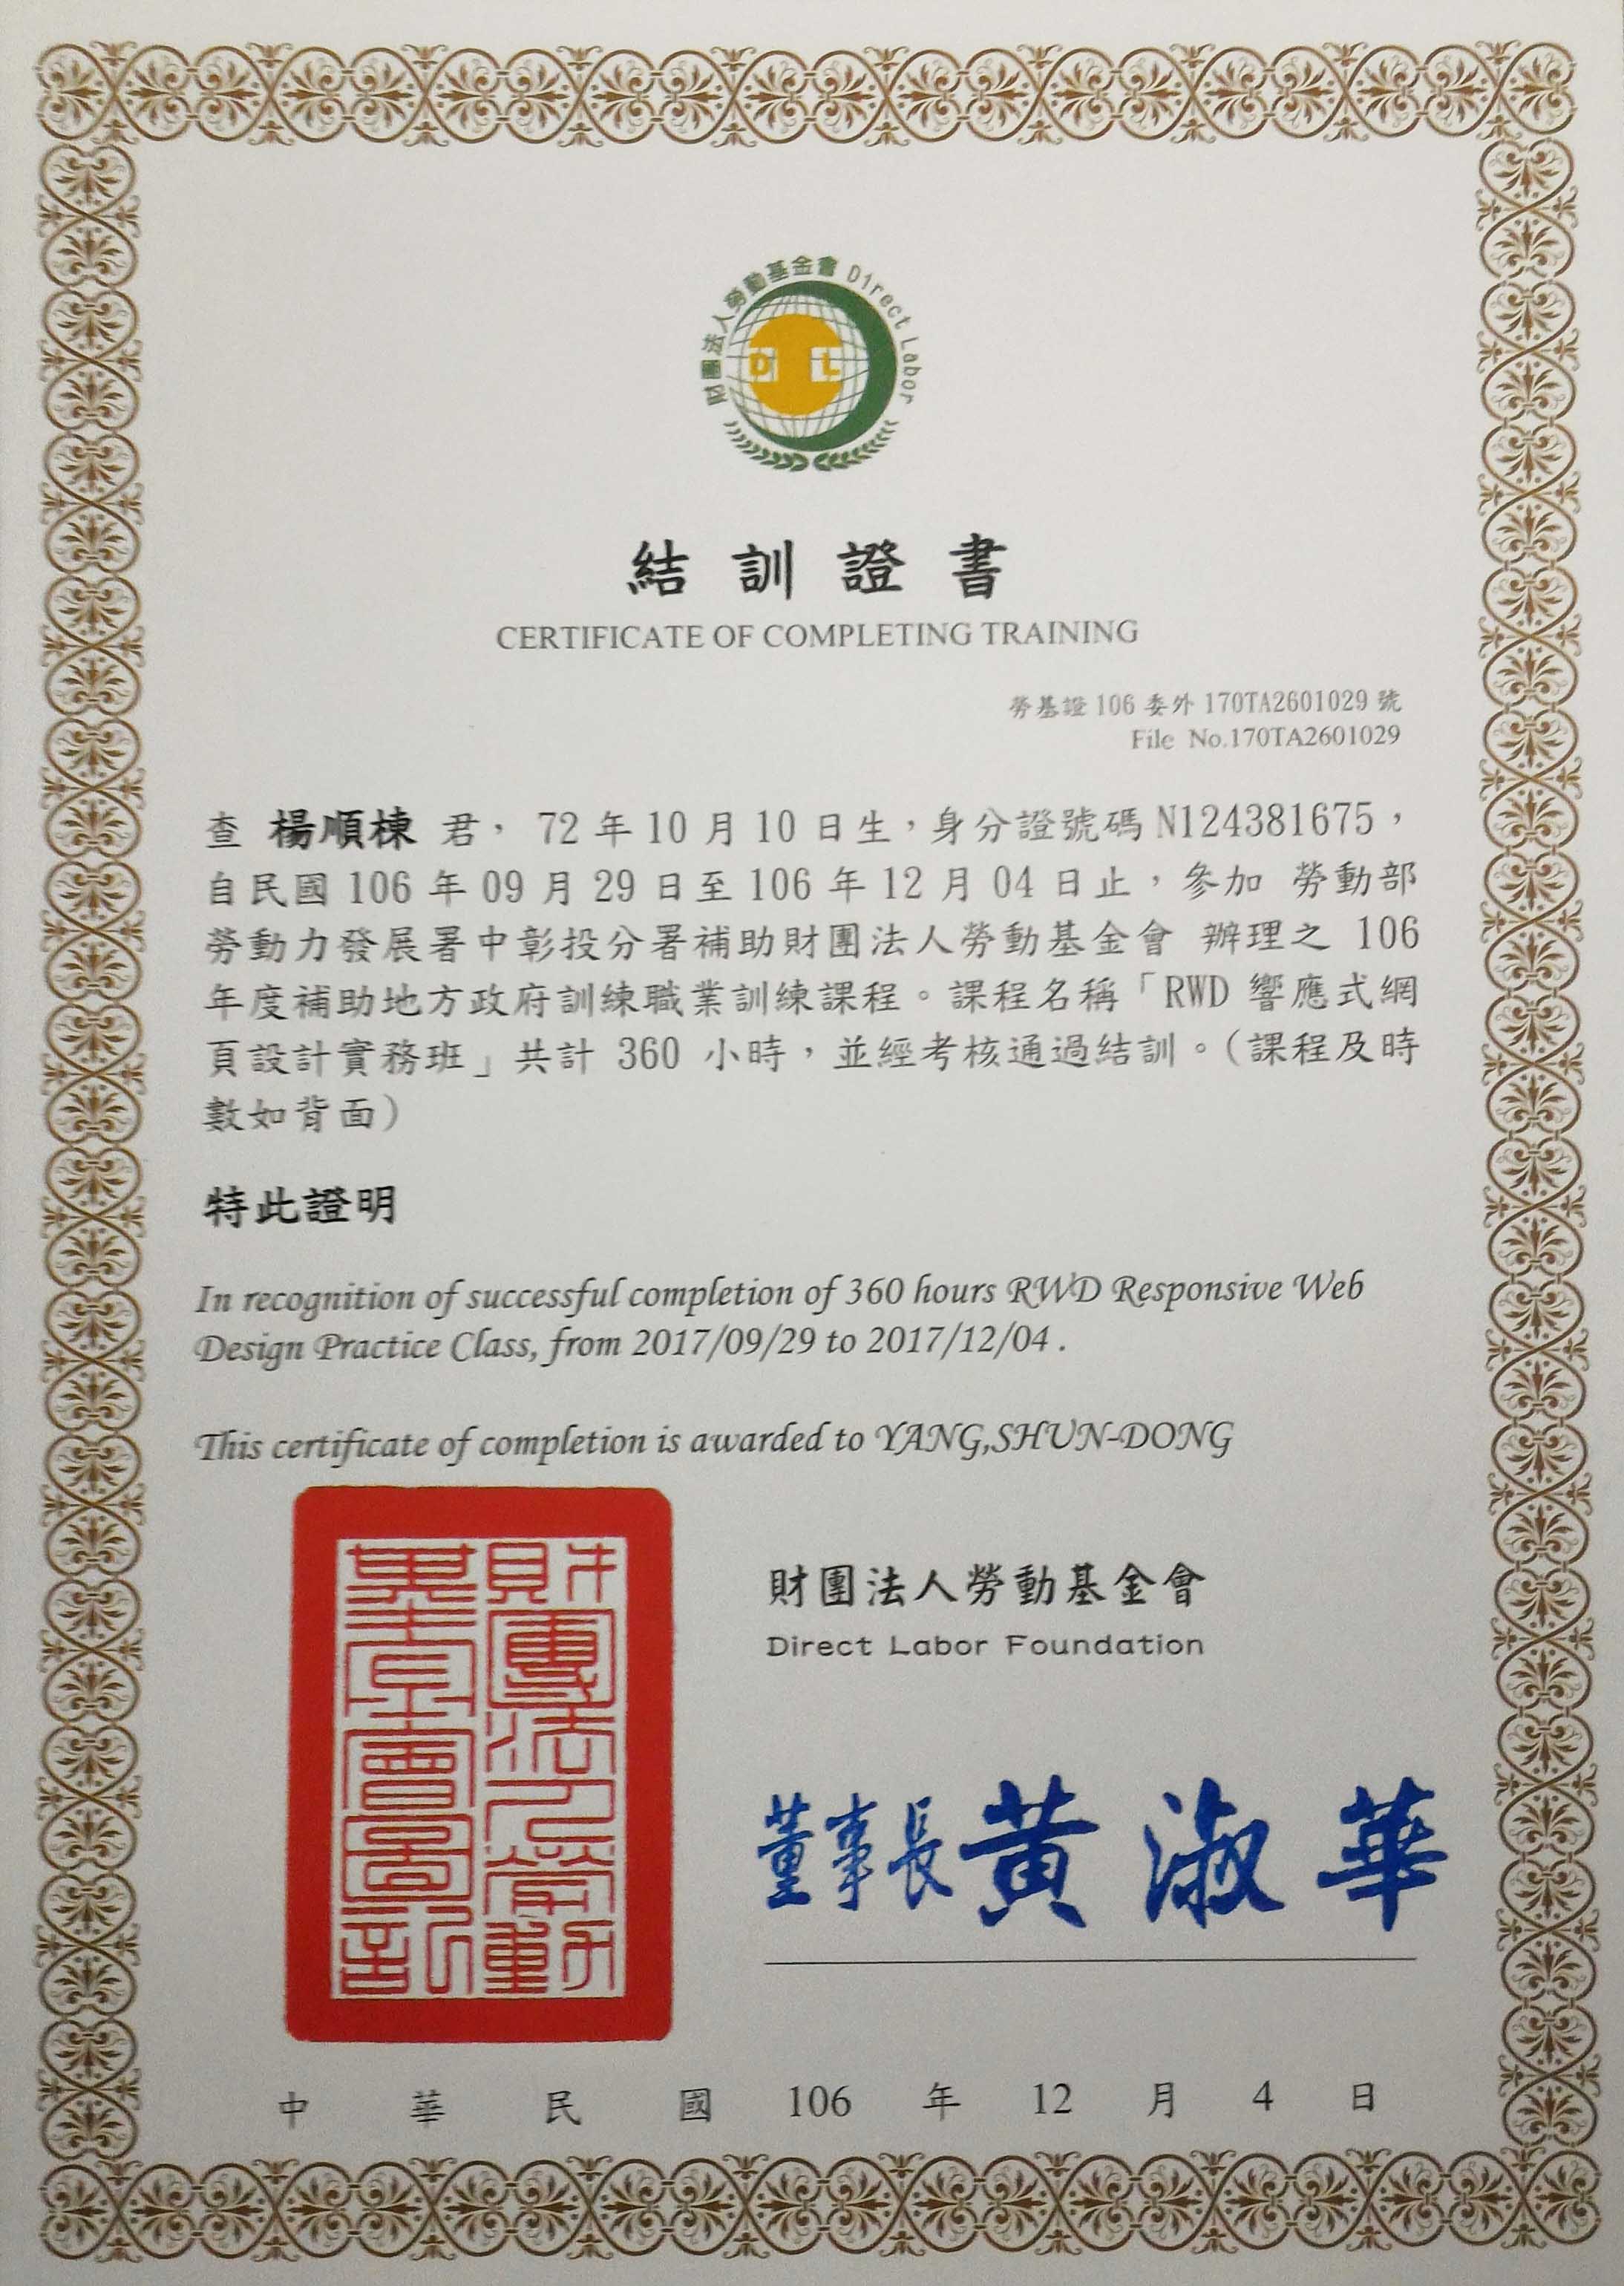 財團法人勞動基金會 Direct Labor
D L
結訓證書
CERTIFICATE OF COMPLETING TRAINING
勞基證 106 委外 170TA2601029 號
File No.170TA2601029
查 楊順棟 君， 72 年 10 月 10 日生，身分證號碼 N124381675，
自民國 106 年 09 月 29 日至 106 年 12 月 04 日止，參加 勞動部
勞動力發展署中彰投分署補助財團法人勞動基金會 辦理之 106
年度補助地方政府訓練職業訓練課程。課程名稱「RWD 響應式網
頁設計實務班」共計 360 小時，並經考核通過結訓。（課程及時
數如背面）
特此證明
In recognition of successful completion of 360 hours RWD Responsive Web
Design Practice Class, from 2017/09/29 to 2017/12/04 .
This certificate of completion is awarded to YANG,SHUN-DONG
財團法人勞動基金會
Direct Labor Foundation
董事長 黃淑華
中華民國 106 年 12 月 4 日